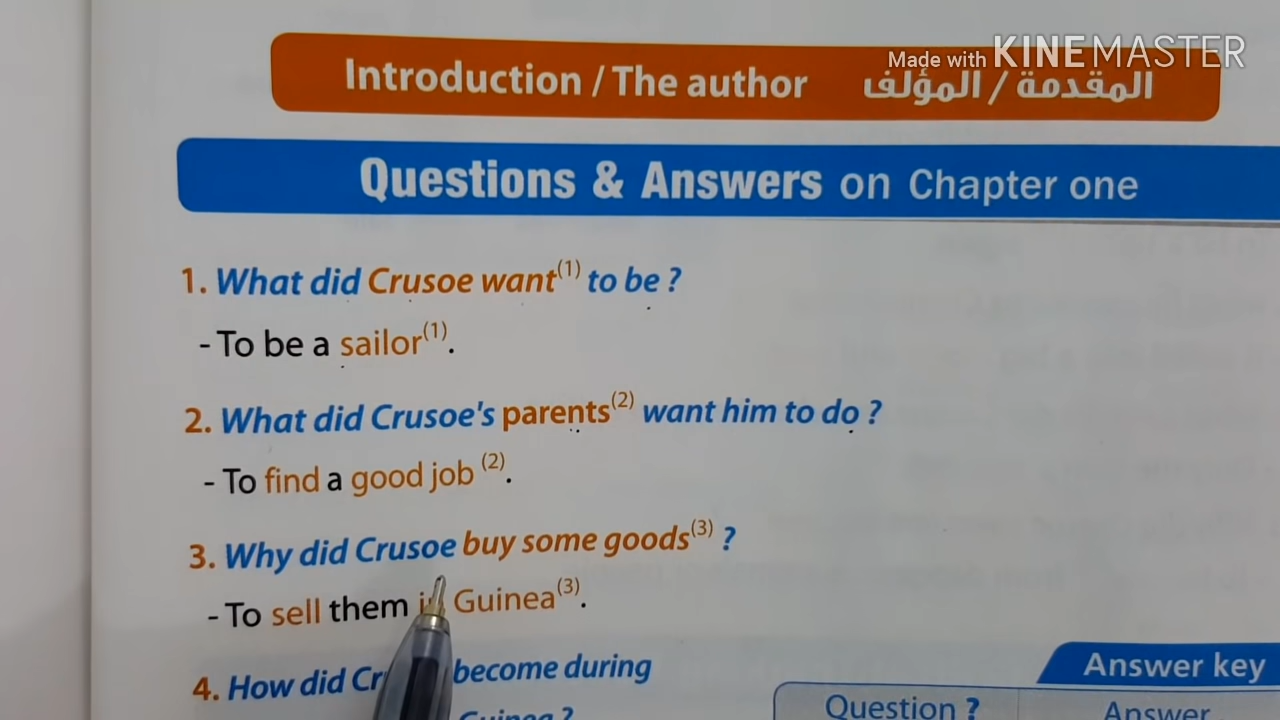 Made with KINEMASTER
Introduction / The author المقدمة / المؤلف
Questions & Answers on Chapter one
1. What did Crusoe want(1) to be ?
- To be a sailor(1).
2. What did Crusoe's parents(2) want him to do ?
- To find a good job (2).
3. Why did Crusoe buy some goods(3) ?
- To sell them in Guinea(3).
4. How did become during
Guinea ?
Answer key
Question ? Answer